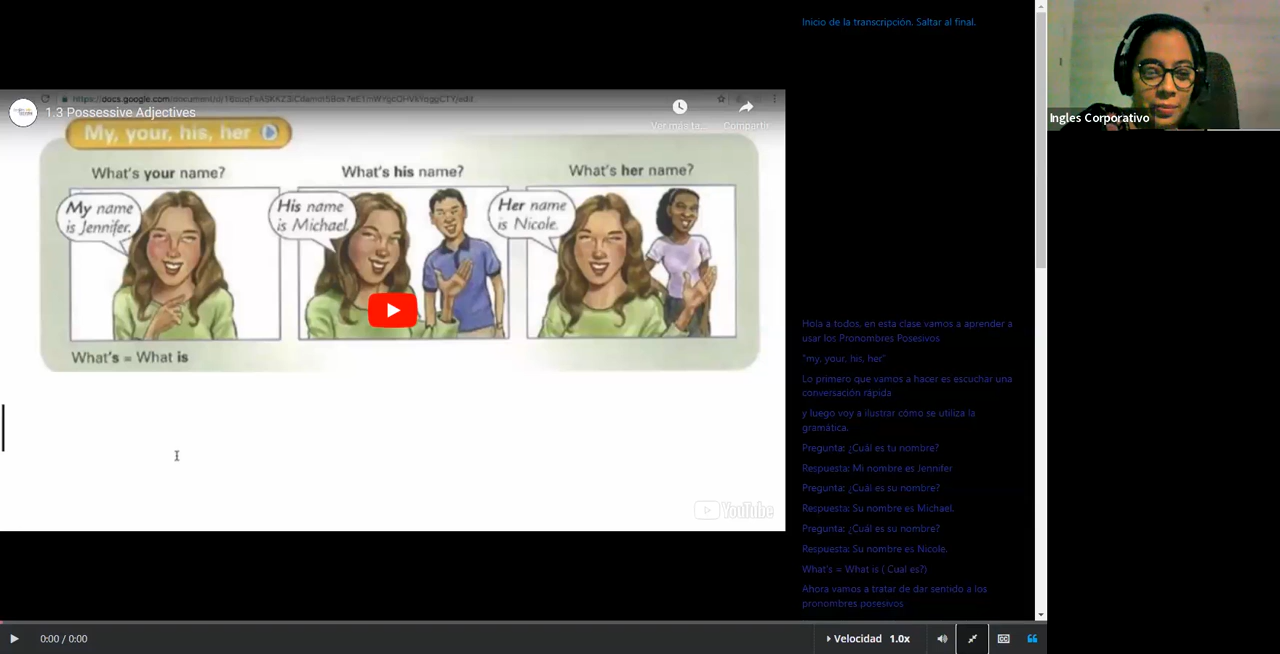 1.3 Possessive Adjectives
Ver más ta...
Compartir
My, your, his, her
What's your name?
What's his name?
What's her name?
My name
is Jennifer.
His name
is Michael.
Her name
is Nicole.
What's = What is
YouTube
Inicio de la transcripción. Saltar al final.
Hola a todos, en esta clase vamos a aprender a
usar los Pronombres Posesivos
"my, your, his, her"
Lo primero que vamos a hacer es escuchar una
conversación rápida
y luego voy a ilustrar cómo se utiliza la
gramática.
Pregunta: ¿Cuál es tu nombre?
Respuesta: Mi nombre es Jennifer
Pregunta: ¿Cuál es su nombre?
Respuesta: Su nombre es Michael.
Pregunta: ¿Cuál es su nombre?
Respuesta: Su nombre es Nicole.
What's = What is ( Cual es?)
Ahora vamos a tratar de dar sentido a los
pronombres posesivos
Ingles Corporativo
0:00 / 0:00
Velocidad 1.0x